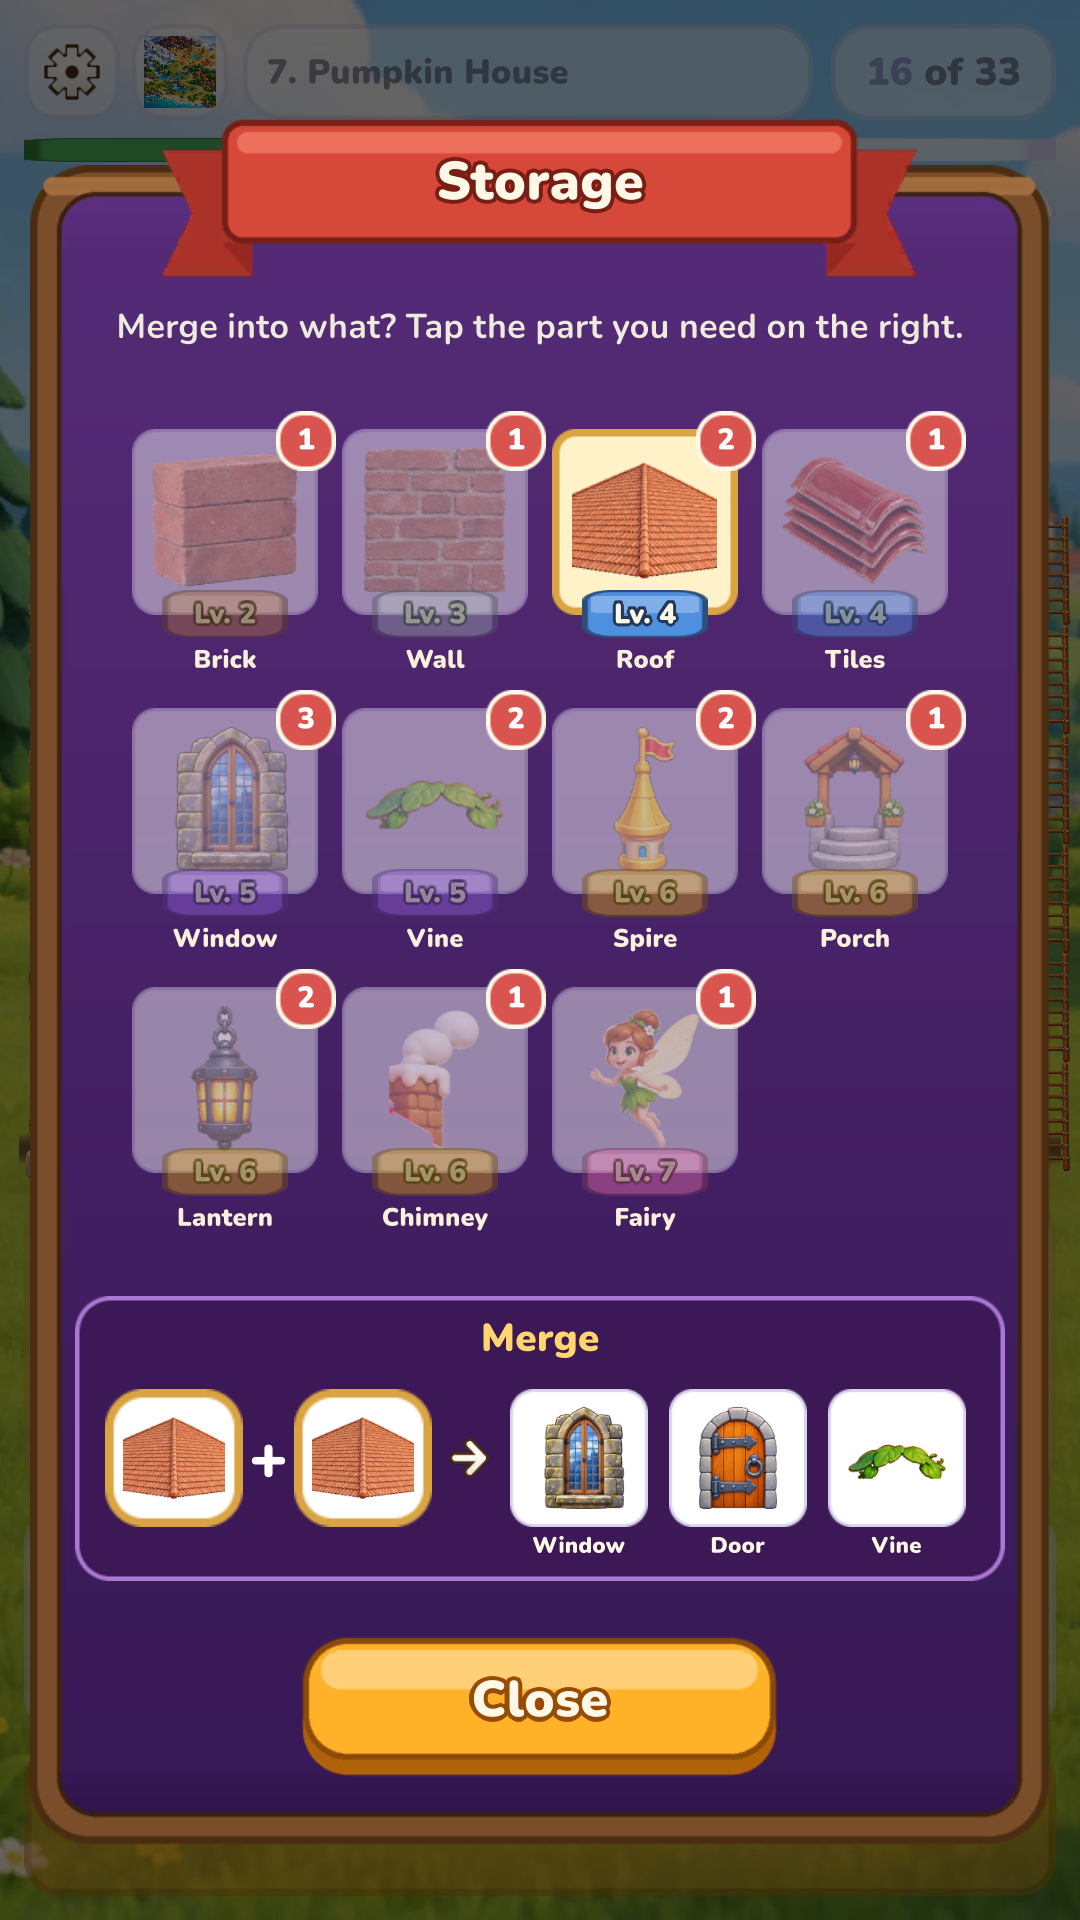 7. Pumpkin House
16 of 33
Storage
Merge into what? Tap the part you need on the right.
1
1
2
1
Lv. 2
Lv. 3
Lv. 4
Lv. 4
Brick
Wall
Roof
Tiles
3
2
2
1
Lv. 5
Lv. 5
Lv. 6
Lv. 6
Window
Vine
Spire
Porch
2
1
1
Lv. 6
Lv. 6
Lv. 7
Lantern
Chimney
Fairy
Merge
+
Window
Door
Vine
Close